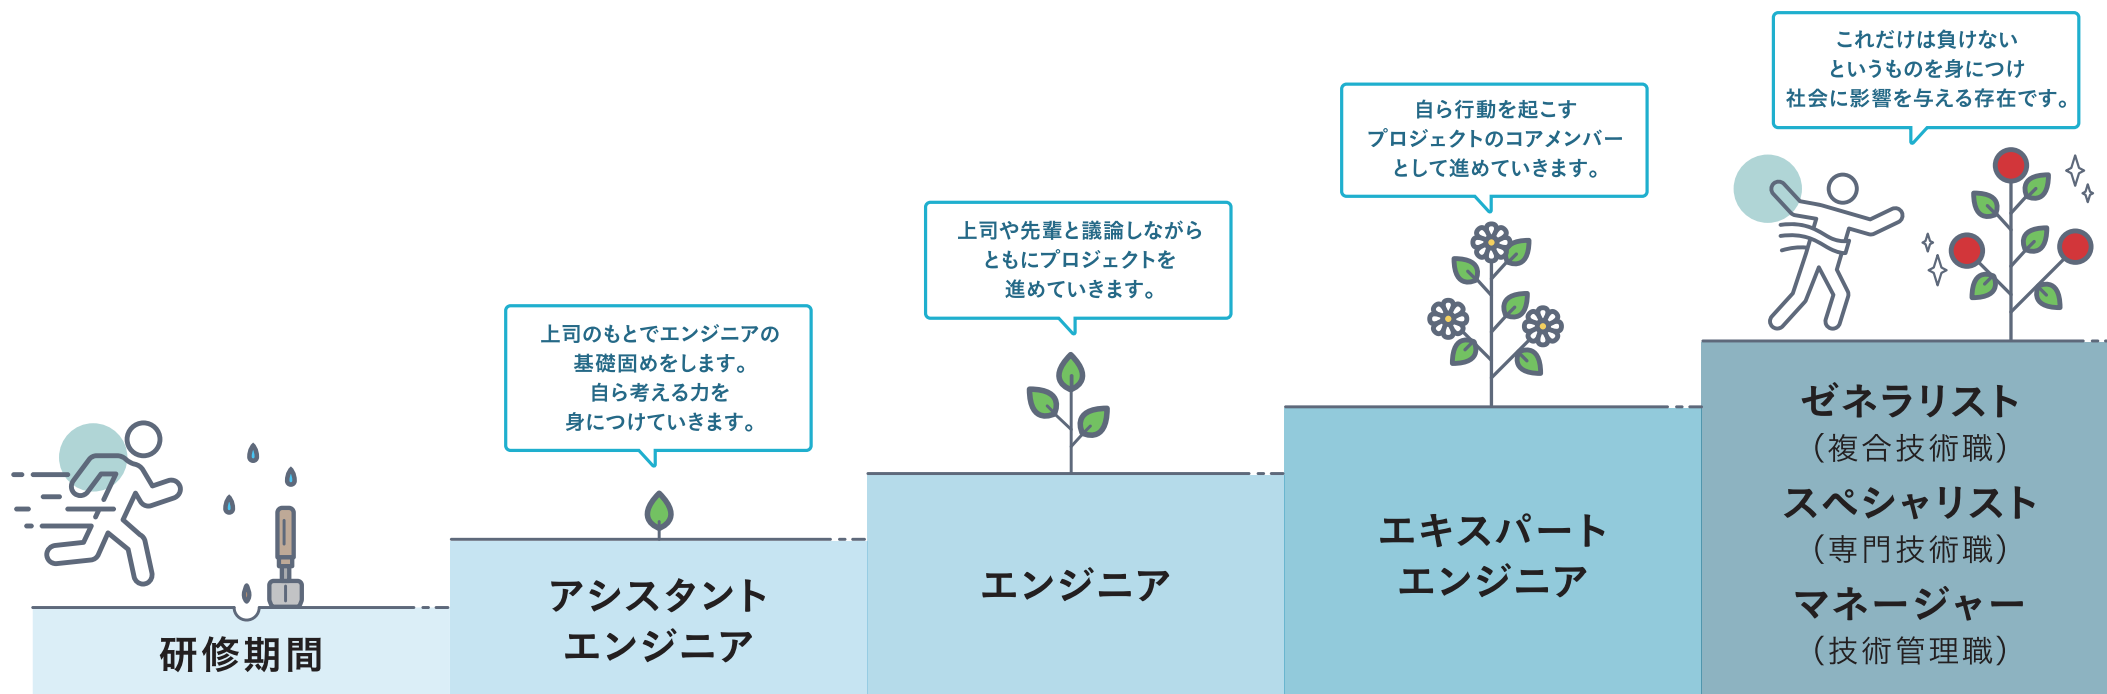 研修期間
上司のもとでエンジニアの
基礎固めをします。
自ら考える力を
身につけていきます。
アシスタント
エンジニア
上司や先輩と議論しながら
ともにプロジェクトを
進めていきます。
エンジニア
自ら行動を起こす
プロジェクトのコアメンバー
として進めていきます。
エキスパート
エンジニア
これだけは負けない
というものを身につけ
社会に影響を与える存在です。
ゼネラリスト
（複合技術職）
スペシャリスト
（専門技術職）
マネージャー
（技術管理職）